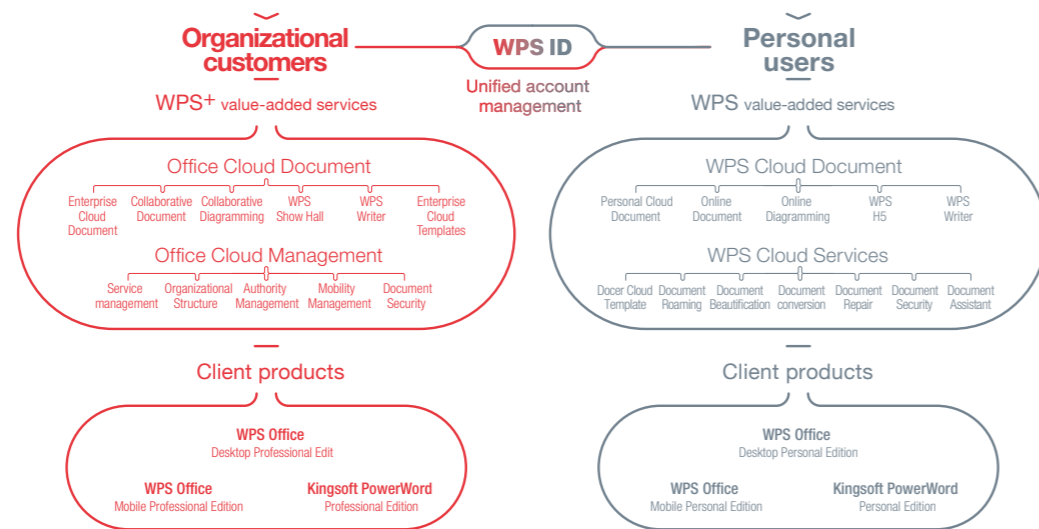 Organizational
customers
WPS ID
Unified account
management
Personal
users
WPS+ value-added services
Office Cloud Document
Enterprise
Cloud
Document
Collaborative
Document
Collaborative
Diagramming
WPS
Show Hall
WPS
Writer
Enterprise
Cloud
Templates
Office Cloud Management
Service
management
Organizational
Structure
Authority
Management
Mobility
Management
Document
Security
Client products
WPS Office
Desktop Professional Edit
WPS Office
Mobile Professional Edition
Kingsoft PowerWord
Professional Edition
WPS value-added services
WPS Cloud Document
Personal Cloud
Document
Online
Document
Online
Diagramming
WPS
H5
WPS
Writer
WPS Cloud Services
Docer Cloud
Template
Document
Roaming
Document
Beautification
Document
conversion
Document
Repair
Document
Security
Document
Assistant
Client products
WPS Office
Desktop Personal Edition
WPS Office
Mobile Personal Edition
Kingsoft PowerWord
Personal Edition